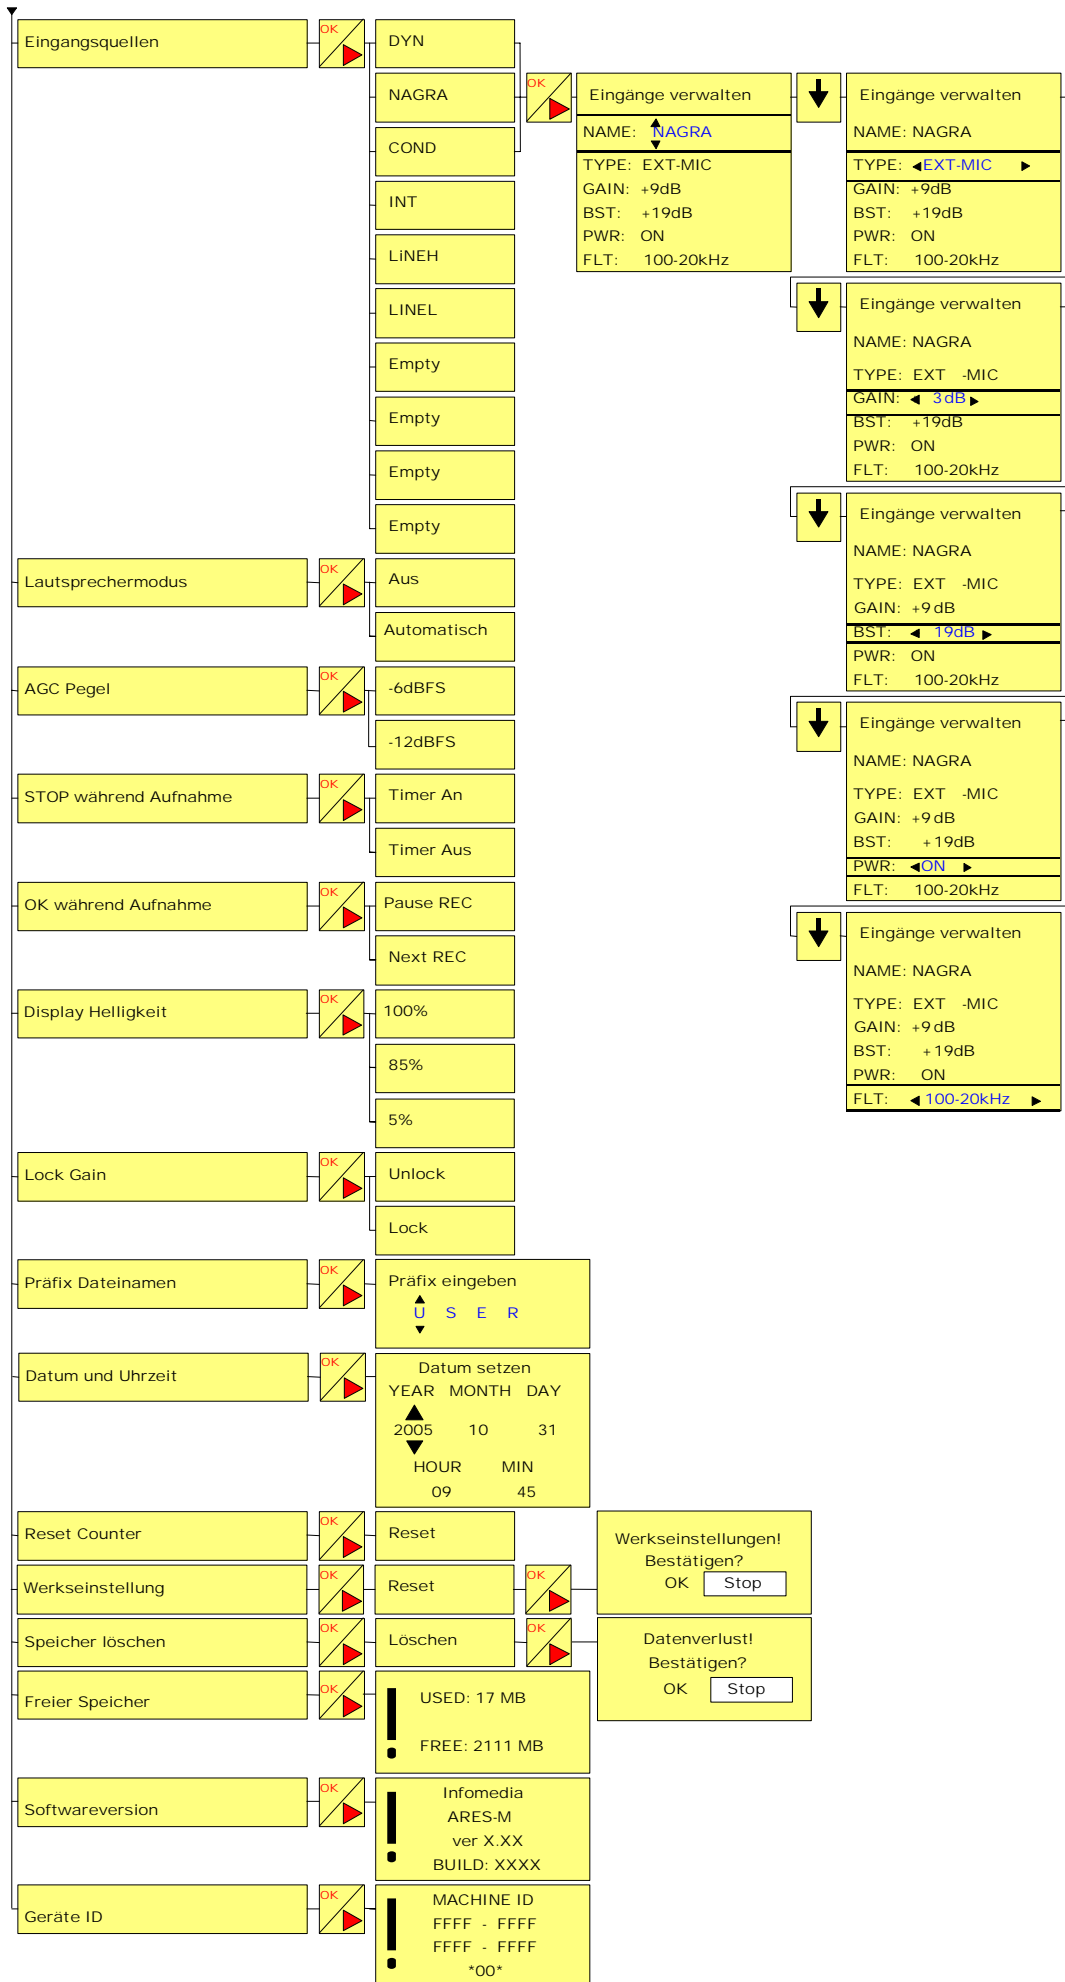 Eingangsquellen
OK
DYN
NAGRA
COND
INT
LiNEH
LINEL
Empty
Empty
Empty
Empty
OK
Eingänge verwalten
NAME: NAGRA
TYPE: EXT-MIC
GAIN: +9dB
BST: +19dB
PWR: ON
FLT: 100-20kHz
Eingänge verwalten
NAME: NAGRA
TYPE: EXT-MIC
GAIN: +9dB
BST: +19dB
PWR: ON
FLT: 100-20kHz
Eingänge verwalten
NAME: NAGRA
TYPE: EXT -MIC
GAIN: 3dB
BST: +19dB
PWR: ON
FLT: 100-20kHz
Eingänge verwalten
NAME: NAGRA
TYPE: EXT -MIC
GAIN: +9dB
BST: 19dB
PWR: ON
FLT: 100-20kHz
Eingänge verwalten
NAME: NAGRA
TYPE: EXT -MIC
GAIN: +9dB
BST: +19dB
PWR: ON
FLT: 100-20kHz
Eingänge verwalten
NAME: NAGRA
TYPE: EXT -MIC
GAIN: +9dB
BST: +19dB
PWR: ON
FLT: 100-20kHz
Lautsprechermodus
OK
Aus
Automatisch
AGC Pegel
OK
-6dBFS
-12dBFS
STOP während Aufnahme
OK
Timer An
Timer Aus
OK während Aufnahme
OK
Pause REC
Next REC
Display Helligkeit
OK
100%
85%
5%
Lock Gain
OK
Unlock
Lock
Präfix Dateinamen
OK
Präfix eingeben
U S E R
Datum und Uhrzeit
OK
Datum setzen
YEAR MONTH DAY
2005 10 31
HOUR MIN
09 45
Reset Counter
OK
Reset
Werkseinstellung
OK
Reset
OK
Werkseinstellungen!
Bestätigen?
OK Stop
Speicher löschen
OK
Löschen
OK
Datenverlust!
Bestätigen?
OK Stop
Freier Speicher
OK
! USED: 17 MB
FREE: 2111 MB
Softwareversion
OK
! Infomedia
ARES-M
ver X.XX
BUILD: XXXX
Geräte ID
OK
! MACHINE ID
FFFF - FFFF
FFFF - FFFF
*00*